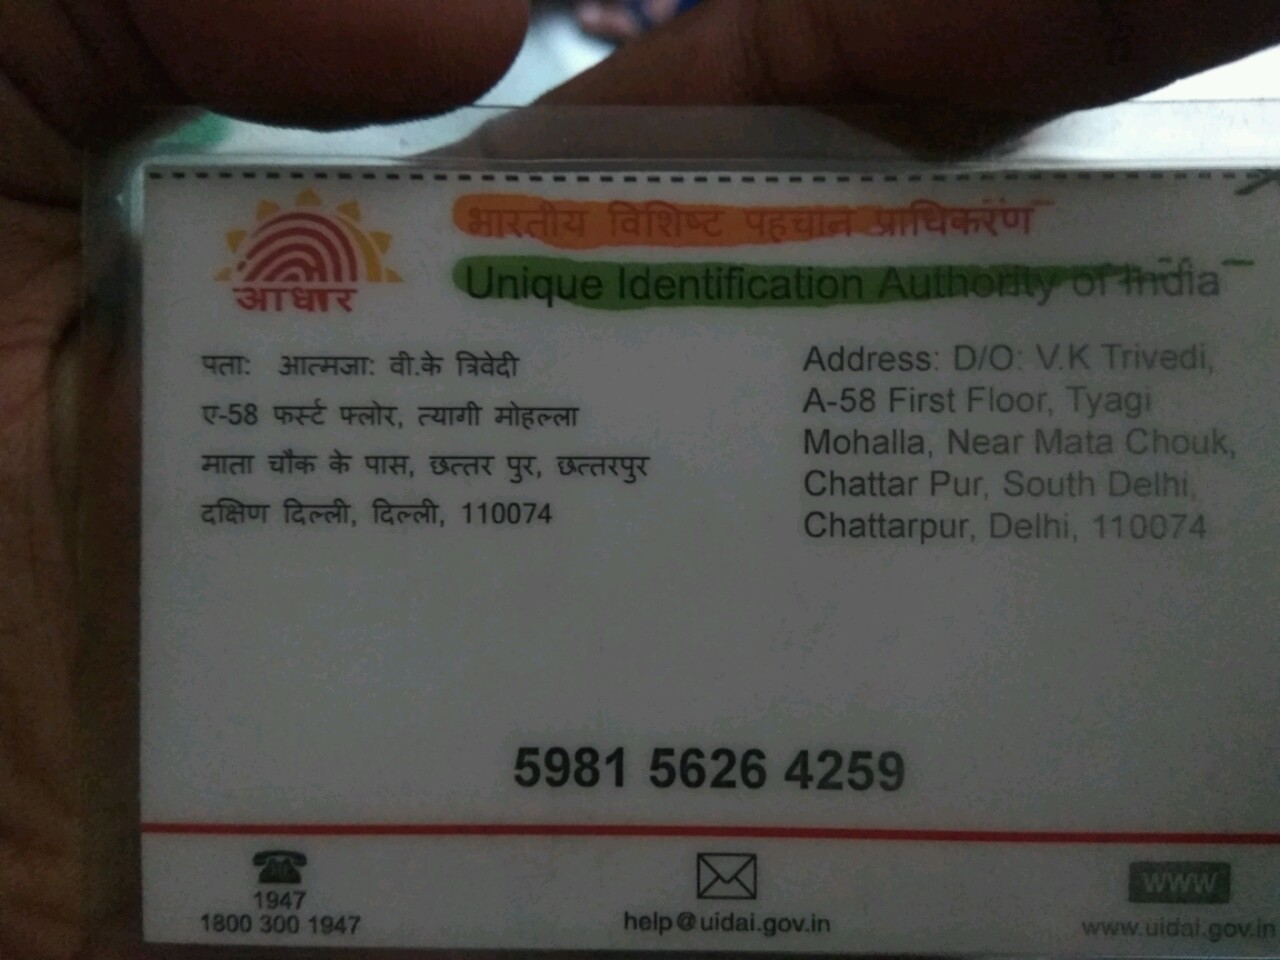 भारतीय विशिष्ट पहचान प्राधिकरण
Unique Identification Authority of India
आधार
पता: आत्मजा: वी.के त्रिवेदी
ए-58 फर्स्ट फ्लोर, त्यागी मोहल्ला
माता चौक के पास, छत्तर पुर, छत्तरपुर
दक्षिण दिल्ली, दिल्ली, 110074
Address: D/O: V.K Trivedi,
A-58 First Floor, Tyagi
Mohalla, Near Mata Chouk,
Chattar Pur, South Delhi,
Chattarpur, Delhi, 110074
5981 5626 4259
1947
1800 300 1947
help@uidai.gov.in
WWW
www.uidai.gov.in